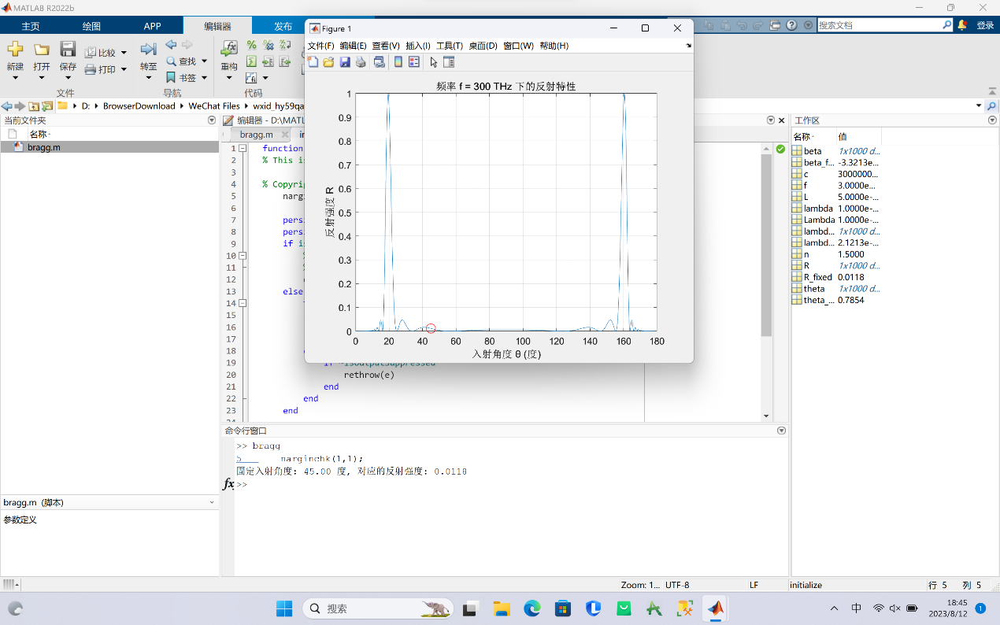 MATLAB R2022b
主页 绘图 APP 编辑器 发布
搜索文档 登录
新建 打开 保存 比较 打印 转至 查找 书签 重构
文件 导航 代码
D: BrowserDownload WeChat Files wxid_hy59qa
当前文件夹
名称
bragg.m
编辑器 - D:\MATL
bragg.m
1 function
2 % This is
3
4 % Copyrig
5 narg
6
7 pers
8 pers
9 if is
10
11
12
13 else
14
15
16
17
18
19
20 rethrow(e)
21 end
22 end
23 end
Figure 1
文件(F) 编辑(E) 查看(V) 插入(I) 工具(T) 桌面(D) 窗口(W) 帮助(H)
频率 f = 300 THz 下的反射特性
反射强度 R
1
0.9
0.8
0.7
0.6
0.5
0.4
0.3
0.2
0.1
0
0 20 40 60 80 100 120 140 160 180
入射角度 θ (度)
工作区
名称 值
beta 1x1000 d...
beta_f... -3.3213e...
c 3000000...
f 3.0000e...
L 5.0000e-...
lambda 1.0000e-...
Lambda 1.0000e-...
lambd... 1x1000 d...
lambd... 2.1213e-...
n 1.5000
R 1x1000 d...
R_fixed 0.0118
theta 1x1000 d...
theta_... 0.7854
命令行窗口
>> bragg
5 narginchk(1,1);
固定入射角度: 45.00 度, 对应的反射强度: 0.0118
fx >>
bragg.m (脚本)
参数定义
Zoom: 1... UTF-8 LF initialize 行 5 列 5
搜索
中
18:45
2023/8/12
1